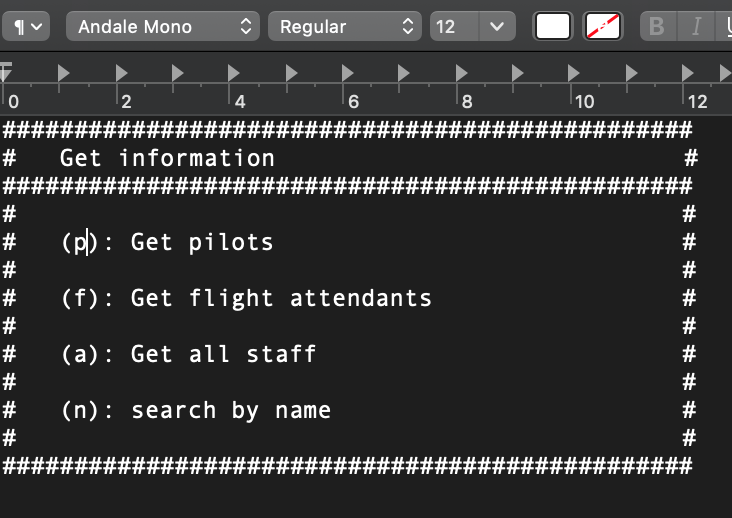 ¶ Andale Mono Regular 12 B I U
0 2 4 6 8 10 12
################################################
#   Get information                            #
################################################
#                                              #
#   (p): Get pilots                            #
#                                              #
#   (f): Get flight attendants                 #
#                                              #
#   (a): Get all staff                         #
#                                              #
#   (n): search by name                        #
#                                              #
################################################